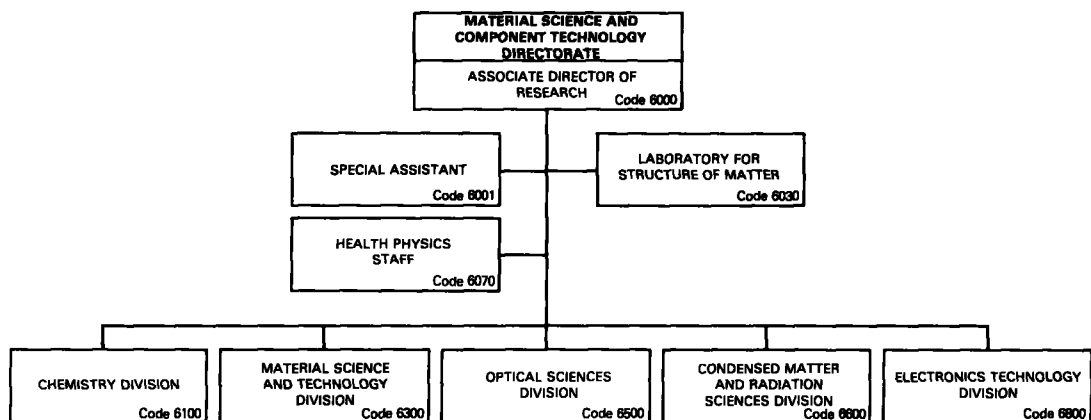 MATERIAL SCIENCE AND
COMPONENT TECHNOLOGY
DIRECTORATE
ASSOCIATE DIRECTOR OF
RESEARCH
Code 6000
SPECIAL ASSISTANT
Code 6001
LABORATORY FOR
STRUCTURE OF MATTER
Code 6030
HEALTH PHYSICS
STAFF
Code 6070
CHEMISTRY DIVISION
Code 6100
MATERIAL SCIENCE
AND TECHNOLOGY
DIVISION
Code 6300
OPTICAL SCIENCES
DIVISION
Code 6500
CONDENSED MATTER
AND RADIATION
SCIENCES DIVISION
Code 6600
ELECTRONICS TECHNOLOGY
DIVISION
Code 6800